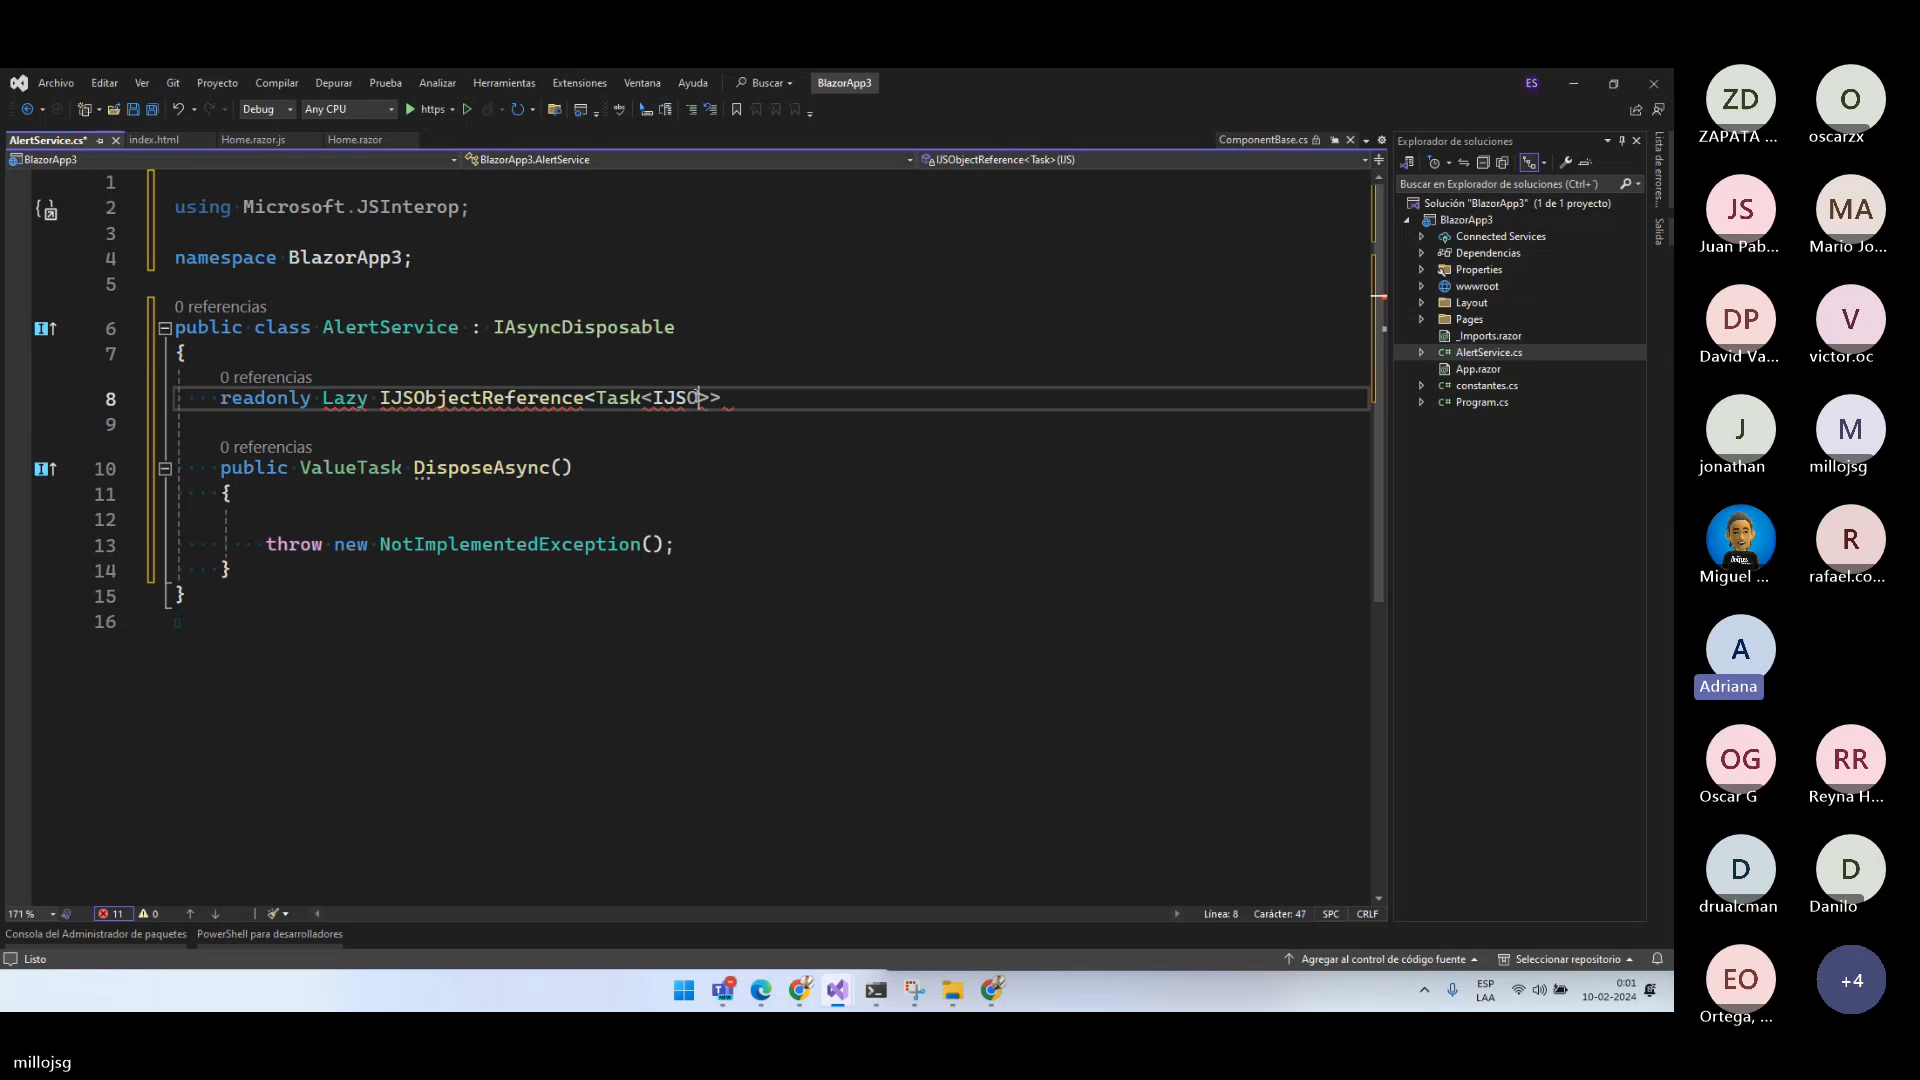 Archivo Editar Ver Git Proyecto Compilar Depurar Prueba Analizar Herramientas Extensiones Ventana Ayuda Buscar BlazorApp3 ES
Debug Any CPU https
AlertService.cs* index.html Home.razor.js Home.razor ComponentBase.cs
BlazorApp3 BlazorApp3.AlertService IJSObjectReference<Task>(IJS)
1
2 using Microsoft.JSInterop;
3
4 namespace BlazorApp3;
5
0 referencias
6 public class AlertService : IAsyncDisposable
7 {
0 referencias
8 readonly Lazy IJSObjectReference<Task<IJSO>>
9
0 referencias
10 public ValueTask DisposeAsync()
11 {
12
13 throw new NotImplementedException();
14 }
15 }
16
171 % 11 0 Línea: 8 Carácter: 47 SPC CRLF
Consola del Administrador de paquetes PowerShell para desarrolladores
Listo Agregar al control de código fuente Seleccionar repositorio
Explorador de soluciones
Buscar en Explorador de soluciones (Ctrl+')
Solución "BlazorApp3" (1 de 1 proyecto)
BlazorApp3
Connected Services
Dependencias
Properties
wwwroot
Layout
Pages
_Imports.razor
AlertService.cs
App.razor
C# constantes.cs
C# Program.cs
Lista de errores...
Salida
NEW
ESP
LAA
0:01
10-02-2024
ZD O
ZAPATA ... oscarzx
JS MA
Juan Pab... Mario Jo...
DP V
David Va... victor.oc
J M
jonathan millojsg
R
Miguel ... rafael.co...
A
Adriana
OG RR
Oscar G Reyna H...
D D
drualcman Danilo
EO +4
Ortega, ...
millojsg